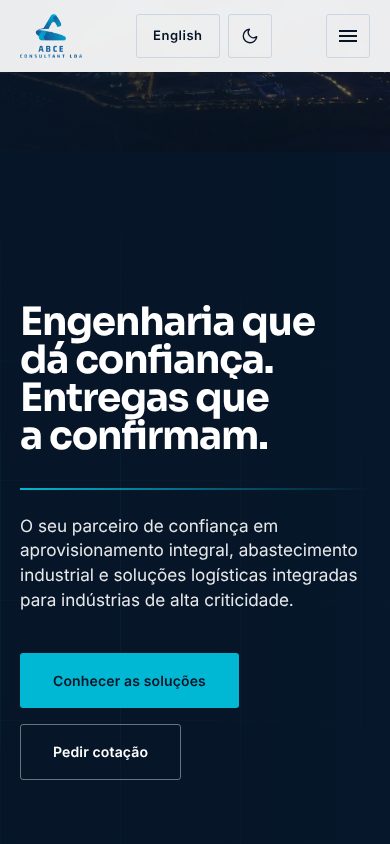 ABCE
CONSULTANT LDA
English
Engenharia que
dá confiança.
Entregas que
a confirmam.
O seu parceiro de confiança em
aprovisionamento integral, abastecimento
industrial e soluções logísticas integradas
para indústrias de alta criticidade.
Conhecer as soluções
Pedir cotação